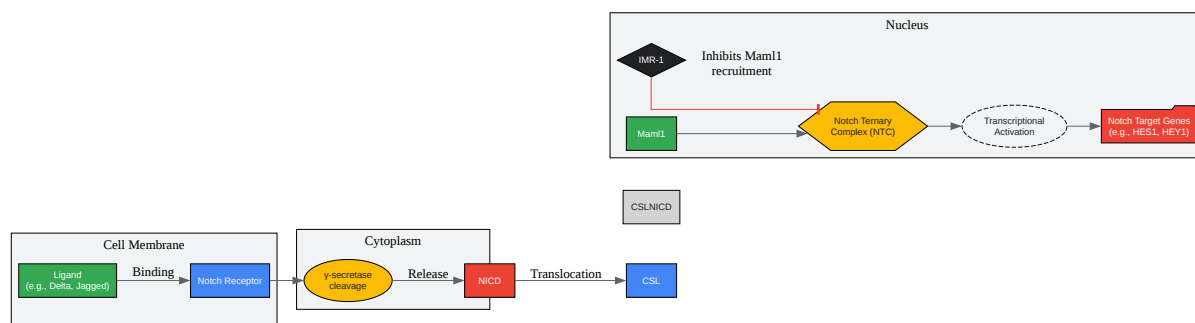 Nucleus
IMR-1
Inhibits Maml1
recruitment
Maml1
Notch Ternary
Complex (NTC)
Transcriptional
Activation
Notch Target Genes
(e.g., HES1, HEY1)
CSLNICD
Cell Membrane
Ligand
(e.g., Delta, Jagged)
Binding
Notch Receptor
Cytoplasm
γ-secretase
cleavage
Release
NICD
Translocation
CSL